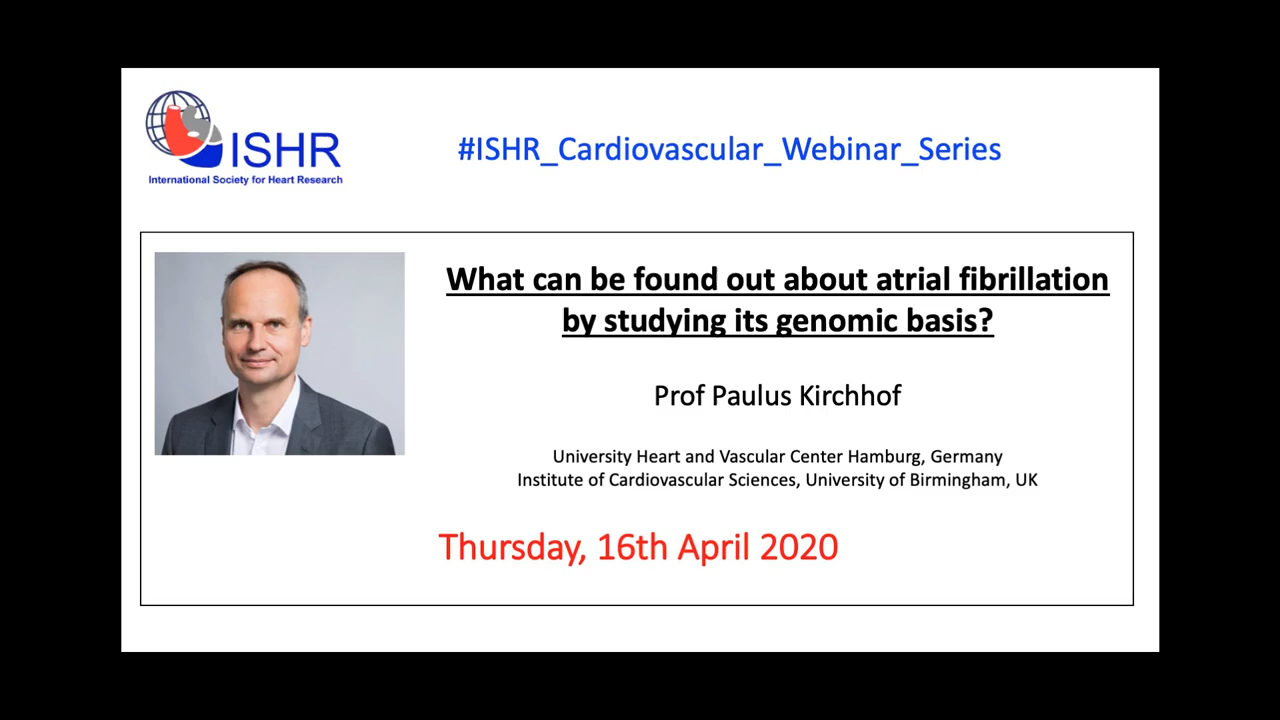 ISHR
International Society for Heart Research
#ISHR_Cardiovascular_Webinar_Series
What can be found out about atrial fibrillation
by studying its genomic basis?
Prof Paulus Kirchhof
University Heart and Vascular Center Hamburg, Germany
Institute of Cardiovascular Sciences, University of Birmingham, UK
Thursday, 16th April 2020